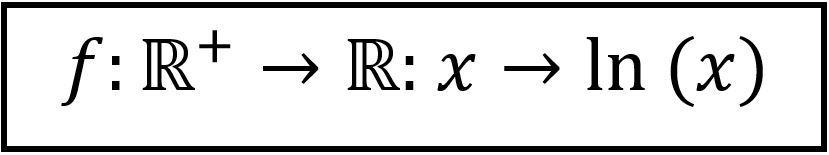 f: ℝ⁺ → ℝ: x → ln (x)